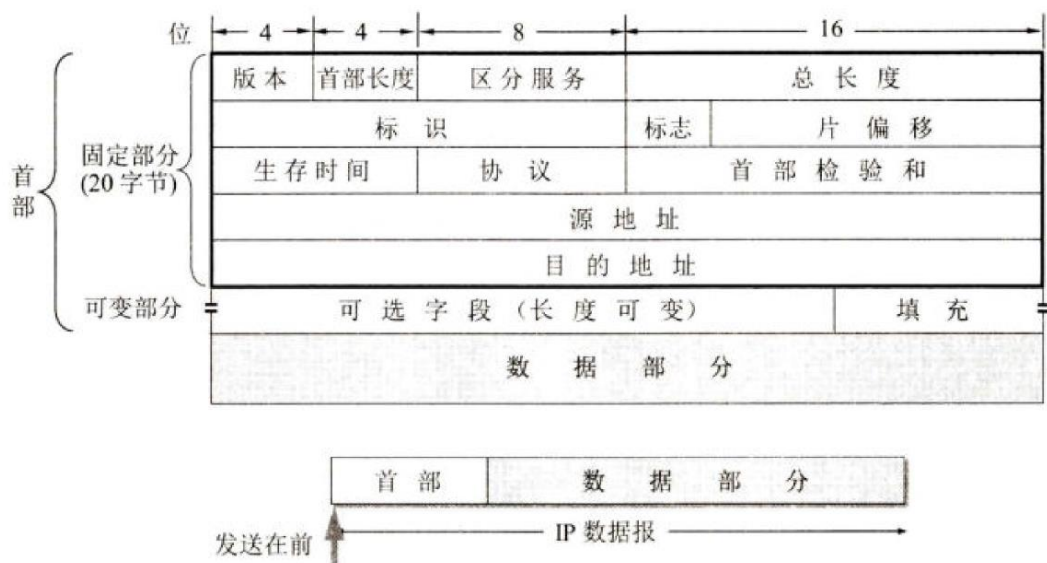 位 4 4 8 16
版本 首部长度 区分服务 总长度
标识 标志 片偏移
生存时间 协议 首部检验和
源地址
目的地址
首部
固定部分
(20 字节)
可变部分 可选字段（长度可变） 填充
数据部分
首部 数据部分
IP 数据报
发送在前